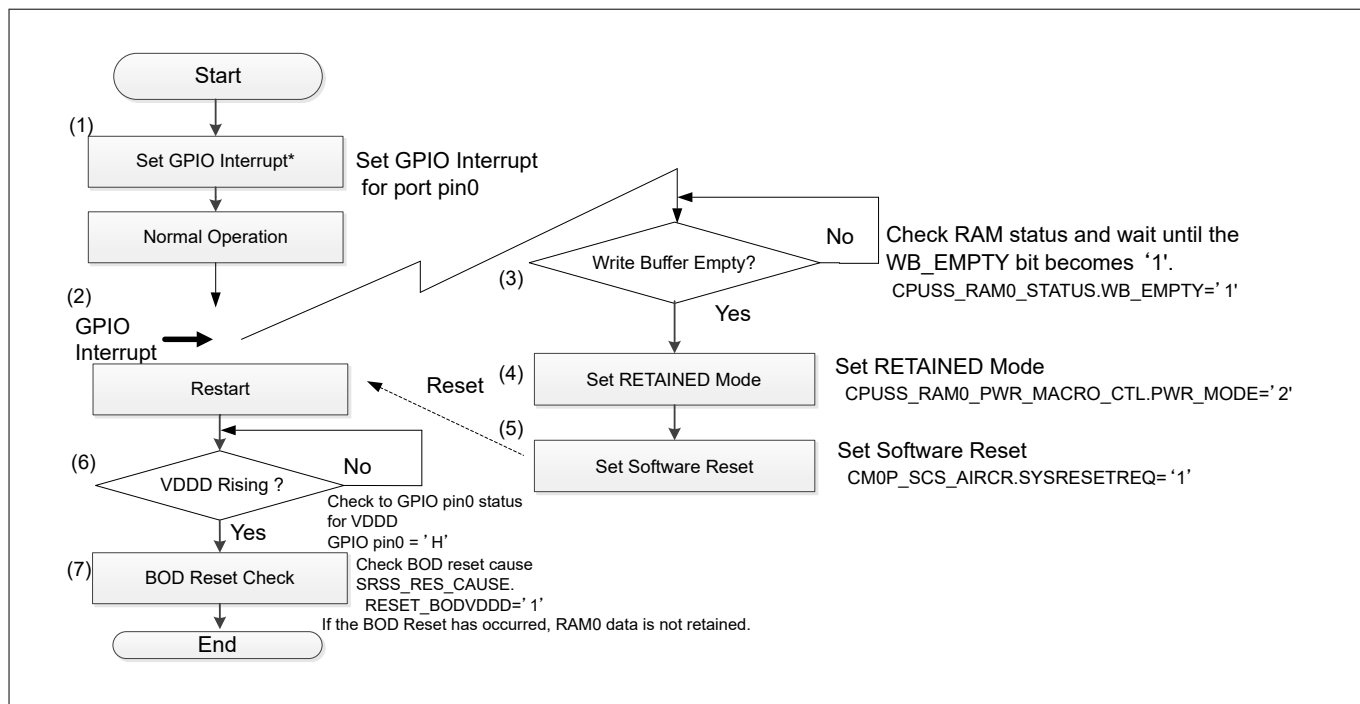 Start
(1)
Set GPIO Interrupt*
Set GPIO Interrupt
for port pin0
Normal Operation
(2)
GPIO
Interrupt
Restart
Reset
(3)
Write Buffer Empty?
No
Yes
Check RAM status and wait until the
WB_EMPTY bit becomes ‘1'.
CPUSS_RAM0_STATUS.WB_EMPTY=‘1'
(4)
Set RETAINED Mode
Set RETAINED Mode
CPUSS_RAM0_PWR_MACRO_CTL.PWR_MODE=‘2'
(5)
Set Software Reset
Set Software Reset
CM0P_SCS_AIRCR.SYSRESETREQ=‘1’
(6)
VDDD Rising ?
No
Yes
Check to GPIO pin0 status
for VDDD
GPIO pin0 = ’H’
(7)
BOD Reset Check
Check BOD reset cause
SRSS_RES_CAUSE.
RESET_BODVDDD=’1’
If the BOD Reset has occurred, RAM0 data is not retained.
End